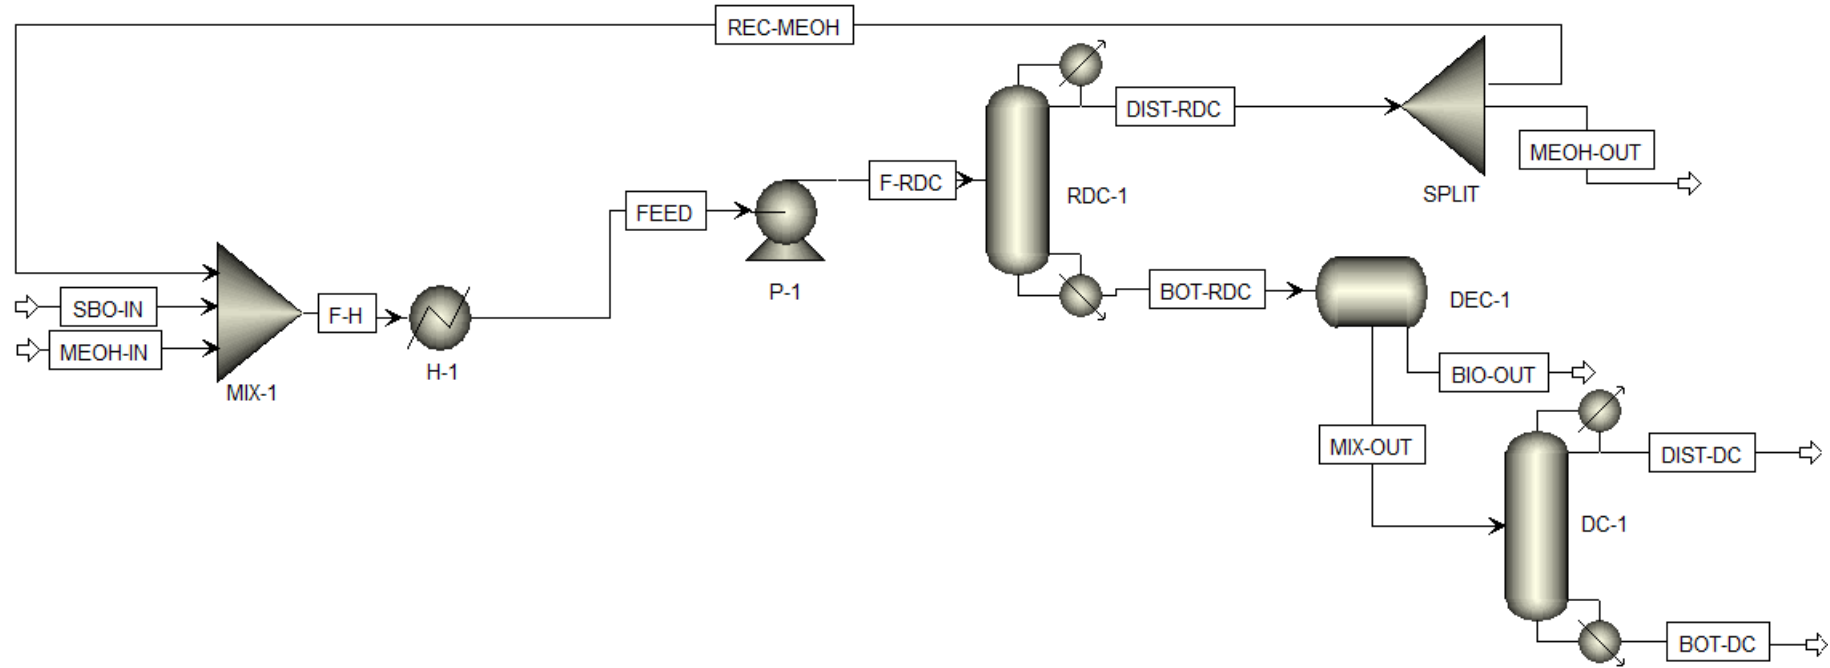 REC-MEOH
DIST-RDC
MEOH-OUT
F-RDC
RDC-1
SPLIT
FEED
P-1
BOT-RDC
DEC-1
SBO-IN
F-H
MEOH-IN
H-1
MIX-1
BIO-OUT
MIX-OUT
DIST-DC
DC-1
BOT-DC